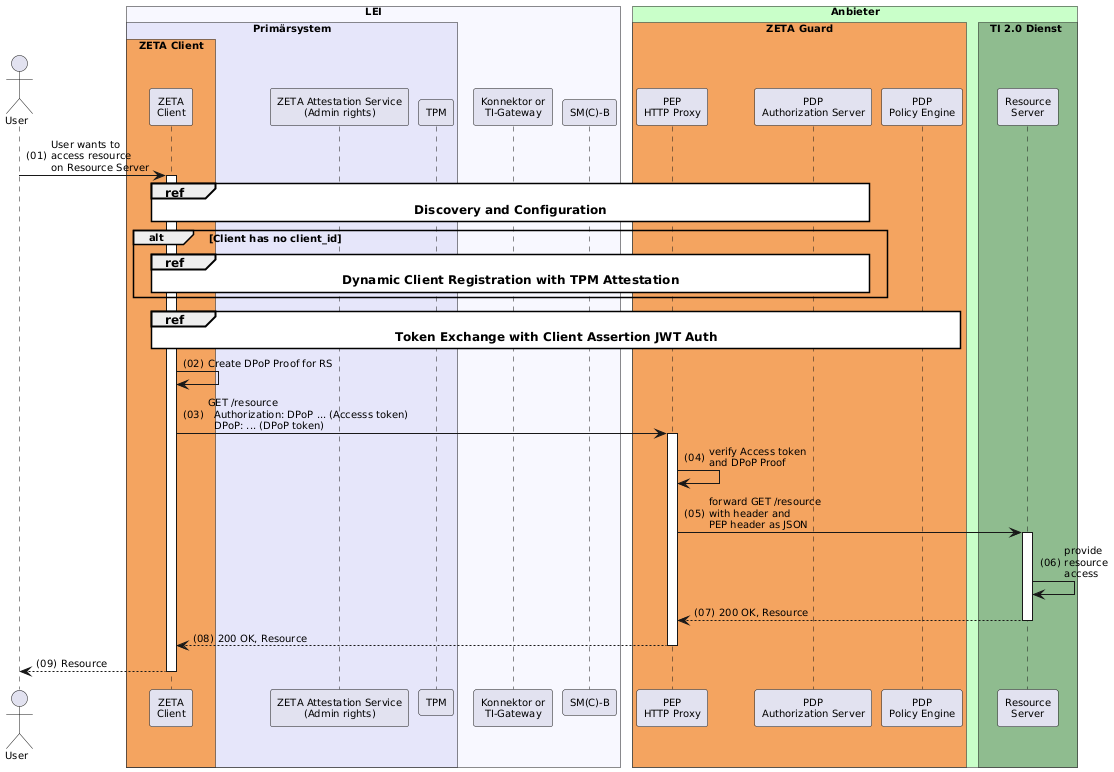 LEI
Anbieter
Primärsystem
ZETA Guard
TI 2.0 Dienst
ZETA Client
User
ZETA
Client
ZETA Attestation Service
(Admin rights)
TPM
Konnektor or
TI-Gateway
SM(C)-B
PEP
HTTP Proxy
PDP
Authorization Server
PDP
Policy Engine
Resource
Server
User wants to
(01) access resource
on Resource Server
ref
Discovery and Configuration
alt [Client has no client_id]
ref
Dynamic Client Registration with TPM Attestation
ref
Token Exchange with Client Assertion JWT Auth
(02) Create DPoP Proof for RS
GET /resource
(03) Authorization: DPoP ... (Accesss token)
DPoP: ... (DPoP token)
(04) verify Access token
and DPoP Proof
forward GET /resource
(05) with header and
PEP header as JSON
provide
(06) resource
access
(07) 200 OK, Resource
(08) 200 OK, Resource
(09) Resource
User
ZETA
Client
ZETA Attestation Service
(Admin rights)
TPM
Konnektor or
TI-Gateway
SM(C)-B
PEP
HTTP Proxy
PDP
Authorization Server
PDP
Policy Engine
Resource
Server